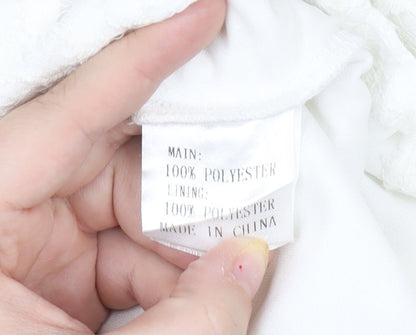 MAIN:
100% POLYESTER
LINING:
100% POLYESTER
MADE IN CHINA